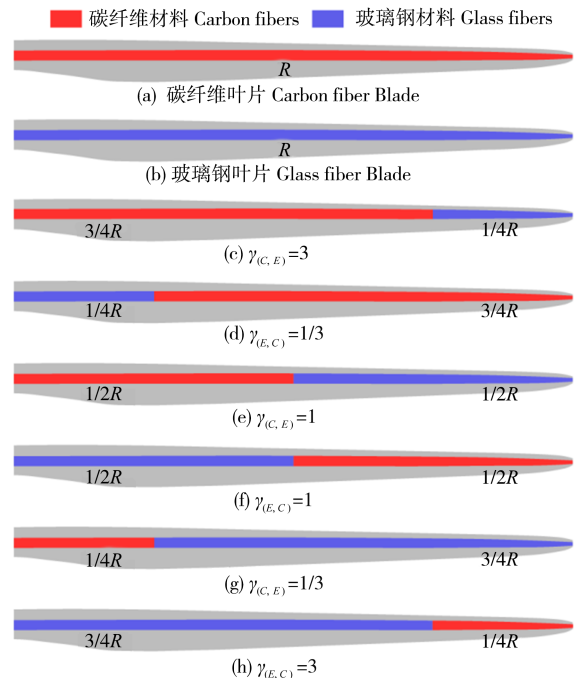 碳纤维材料 Carbon fibers 玻璃钢材料 Glass fibers
R
(a) 碳纤维叶片 Carbon fiber Blade
R
(b) 玻璃钢叶片 Glass fiber Blade
3/4R 1/4R
(c) γ(C, E)=3
1/4R 3/4R
(d) γ(E, C)=1/3
1/2R 1/2R
(e) γ(C, E)=1
1/2R 1/2R
(f) γ(E, C)=1
1/4R 3/4R
(g) γ(C, E)=1/3
3/4R 1/4R
(h) γ(E, C)=3